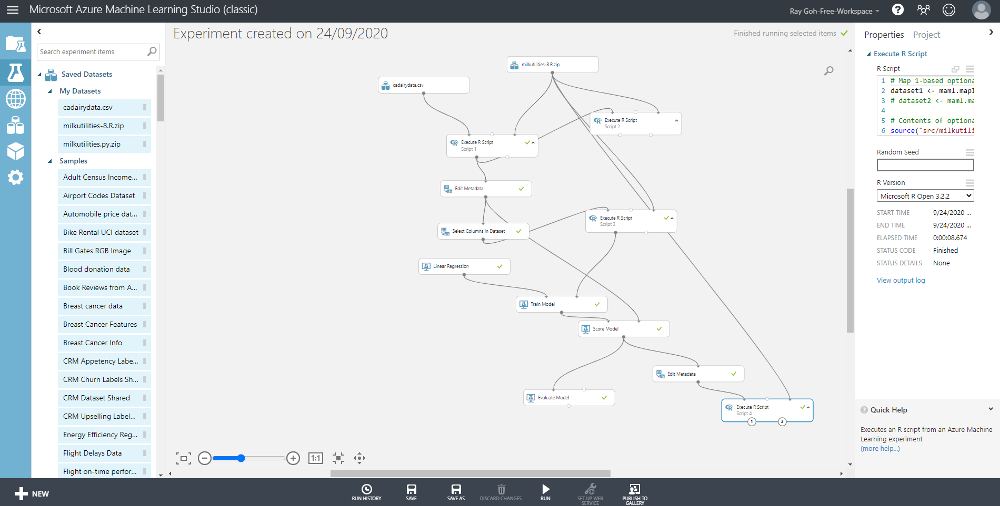 Microsoft Azure Machine Learning Studio (classic)
Ray Goh-Free-Workspace
?
Search experiment items
Saved Datasets
My Datasets
cadairydata.csv
milkutilities-8.R.zip
milkutilities.py.zip
Samples
Adult Census Income...
Airport Codes Dataset
Automobile price dat...
Bike Rental UCI dataset
Bill Gates RGB Image
Blood donation data
Book Reviews from A...
Breast cancer data
Breast Cancer Features
Breast Cancer Info
CRM Appetency Labe...
CRM Churn Labels Sh...
CRM Dataset Shared
CRM Upselling Label...
Energy Efficiency Reg...
Flight Delays Data
Flight on-time perfor...
Experiment created on 24/09/2020
Finished running selected items
milkutilities-8.R.zip
cadairydata.csv
R Execute R Script
Script 2
R Execute R Script
Script 1
Edit Metadata
R Execute R Script
Script 3
Select Columns in Dataset
Linear Regression
Train Model
Score Model
Edit Metadata
Evaluate Model
R Execute R Script
Script 4
1 2
1:1
Properties Project
Execute R Script
R Script
1 # Map 1-based optiona
2 dataset1 <- maml.mapI
3 # dataset2 <- maml.ma
4
5 # Contents of optiona
6 source("src/milkutili
Random Seed
R Version
Microsoft R Open 3.2.2
START TIME 9/24/2020 ...
END TIME 9/24/2020 ...
ELAPSED TIME 0:00:08.674
STATUS CODE Finished
STATUS DETAILS None
View output log
? Quick Help
Executes an R script from an Azure Machine
Learning experiment
(more help...)
NEW
RUN HISTORY
SAVE
SAVE AS
DISCARD CHANGES
RUN
SET UP WEB
SERVICE
PUBLISH TO
GALLERY